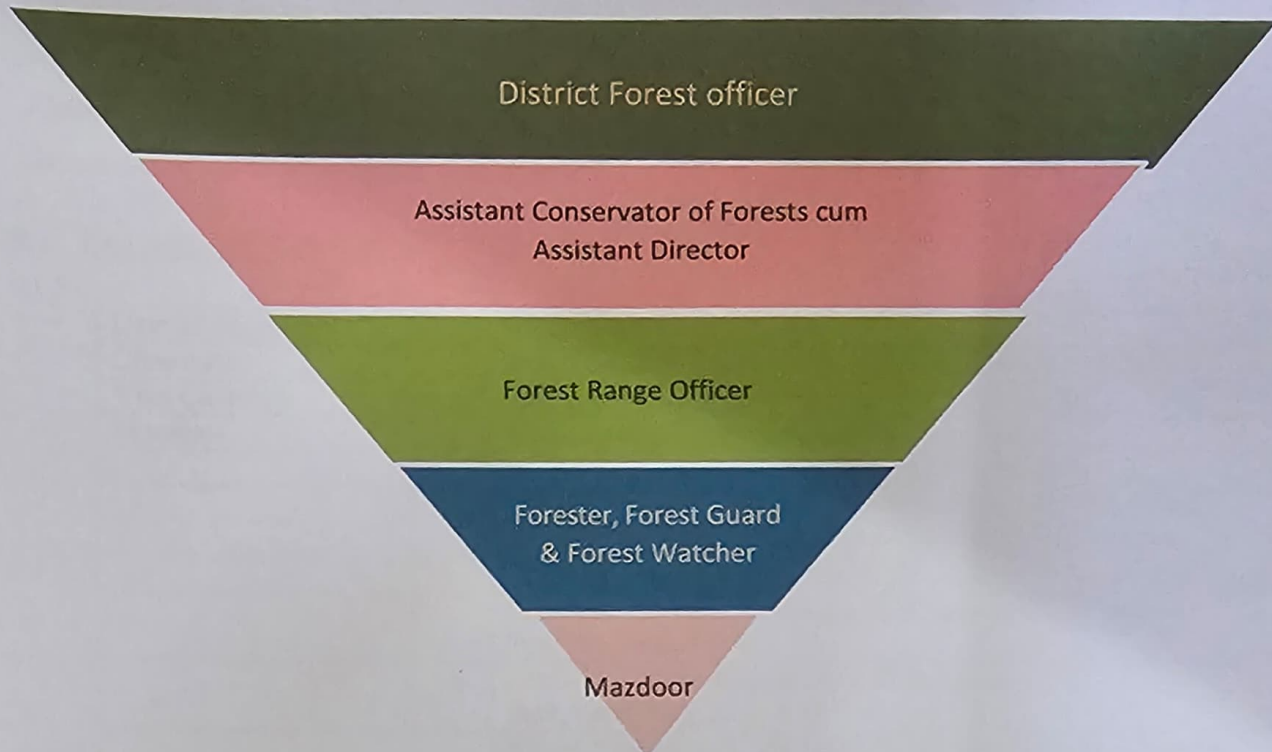 District Forest officer
Assistant Conservator of Forests cum
Assistant Director
Forest Range Officer
Forester, Forest Guard
& Forest Watcher
Mazdoor